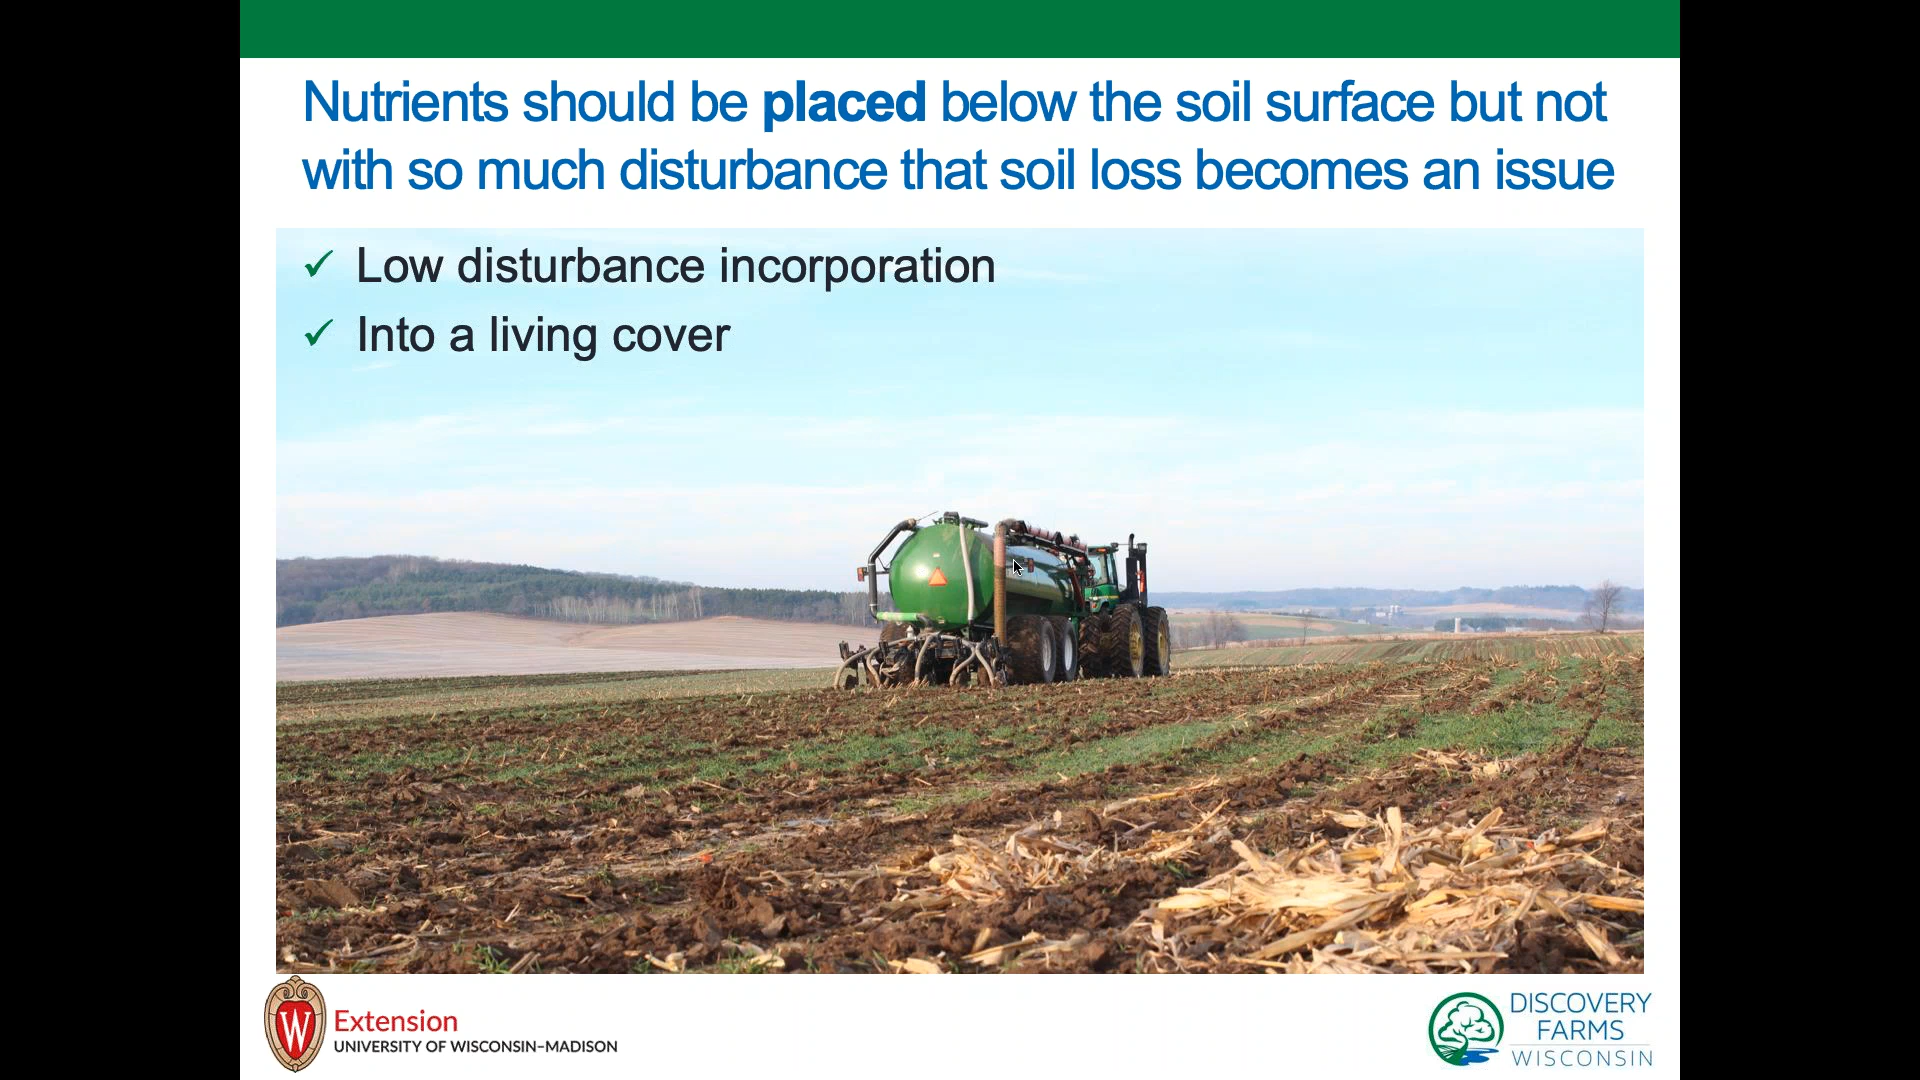 Nutrients should be placed below the soil surface but not
with so much disturbance that soil loss becomes an issue
✓ Low disturbance incorporation
✓ Into a living cover
W
Extension
UNIVERSITY OF WISCONSIN–MADISON
DISCOVERY
FARMS
WISCONSIN